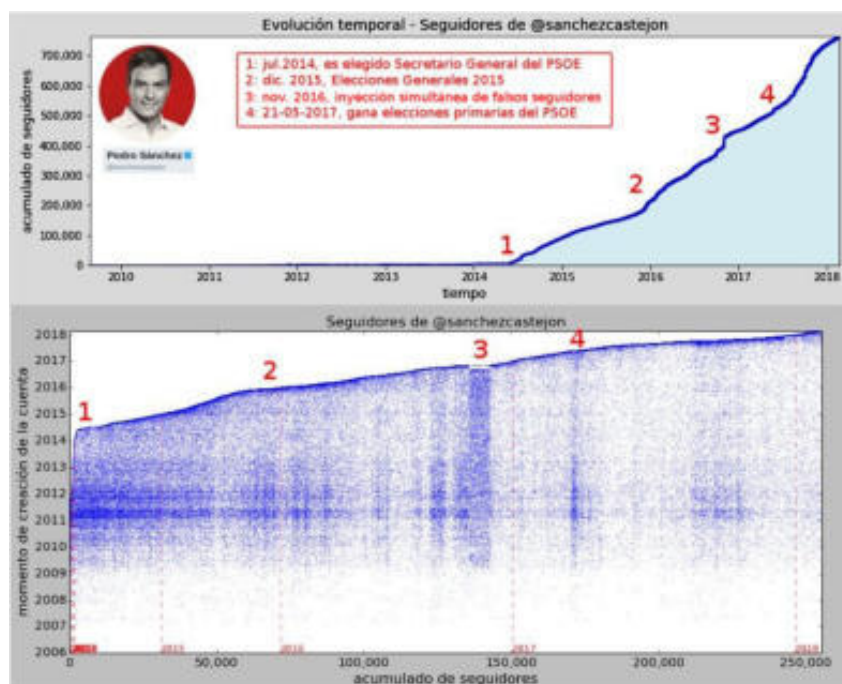 Evolución temporal - Seguidores de @sanchezcastejon
acumulado de seguidores
700,000
600,000
500,000
400,000
300,000
200,000
100,000
0
1: jul.2014, es elegido Secretario General del PSOE
2: dic. 2015, Elecciones Generales 2015
3: nov. 2016, inyección simultánea de falsos seguidores
4: 21-05-2017, gana elecciones primarias del PSOE
Pedro Sánchez
1
2
3
4
2010 2011 2012 2013 2014 2015 2016 2017 2018
tiempo
Seguidores de @sanchezcastejon
momento de creación de la cuenta
2018
2017
2016
2015
2014
2013
2012
2011
2010
2009
2008
2007
2006
1
2
3
4
2015 2016 2017 2018
0 50,000 100,000 150,000 200,000 250,000
acumulado de seguidores